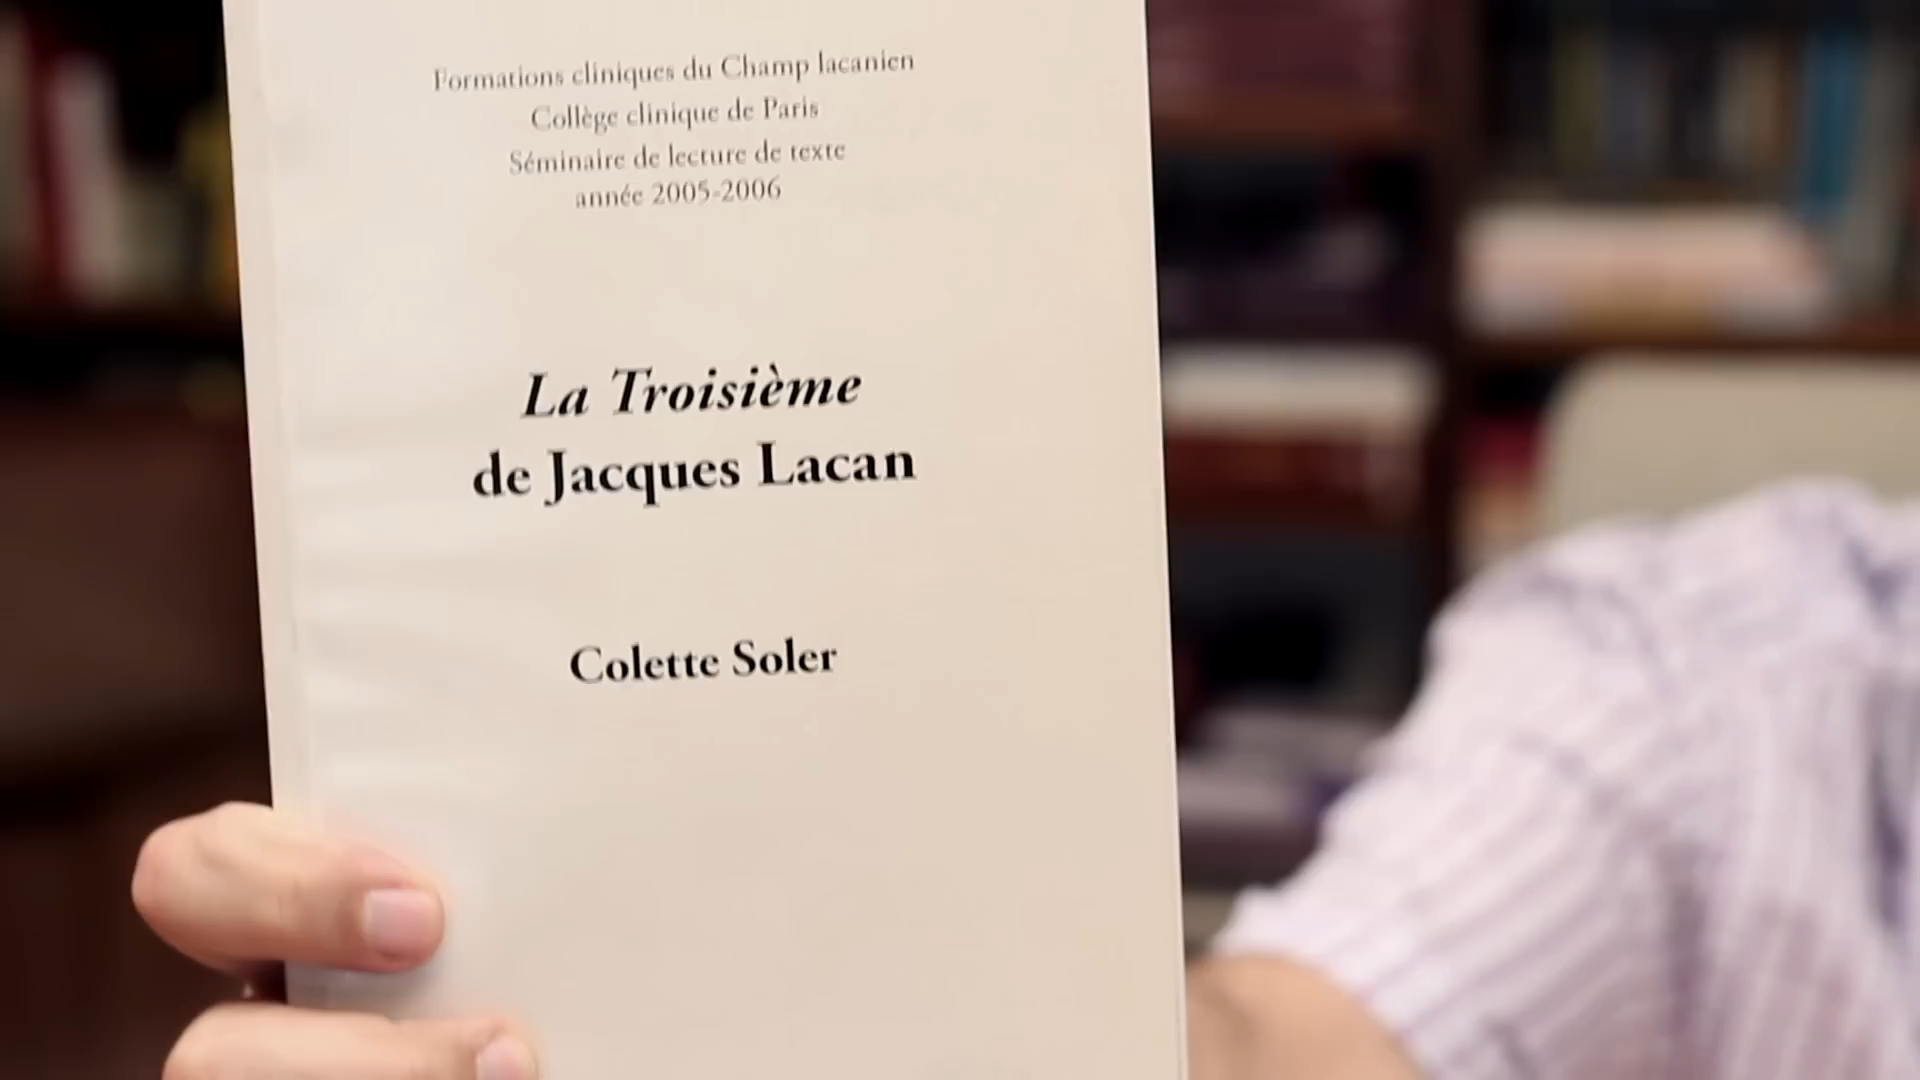 Formations cliniques du Champ lacanien
Collège clinique de Paris
Séminaire de lecture de texte
année 2005-2006
La Troisième
de Jacques Lacan
Colette Soler